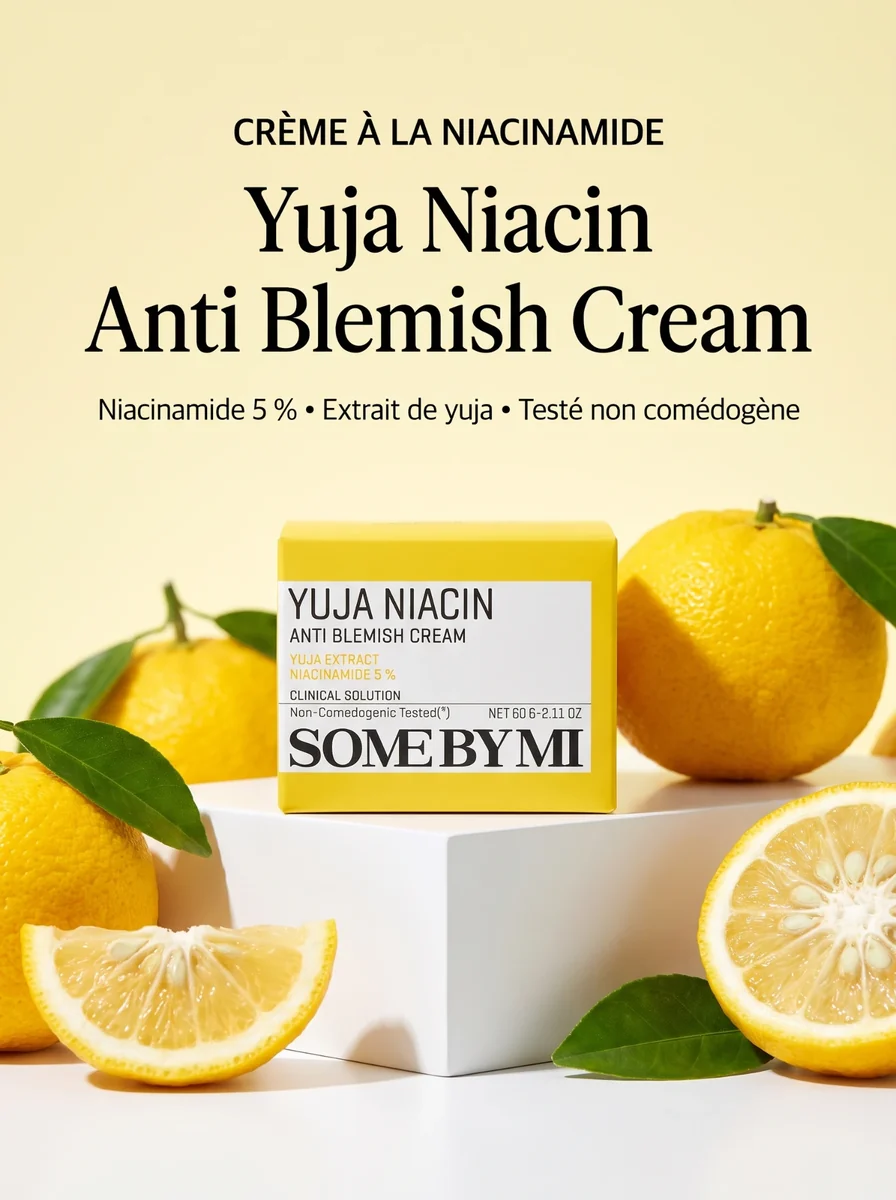 CRÈME À LA NIACINAMIDE
Yuja Niacin
Anti Blemish Cream
Niacinamide 5 % • Extrait de yuja • Testé non comédogène
YUJA NIACIN
ANTI BLEMISH CREAM
YUJA EXTRACT
NIACINAMIDE 5 %
CLINICAL SOLUTION
Non-Comedogenic Tested(*) NET 60 6-2.11 OZ
SOME BY MI